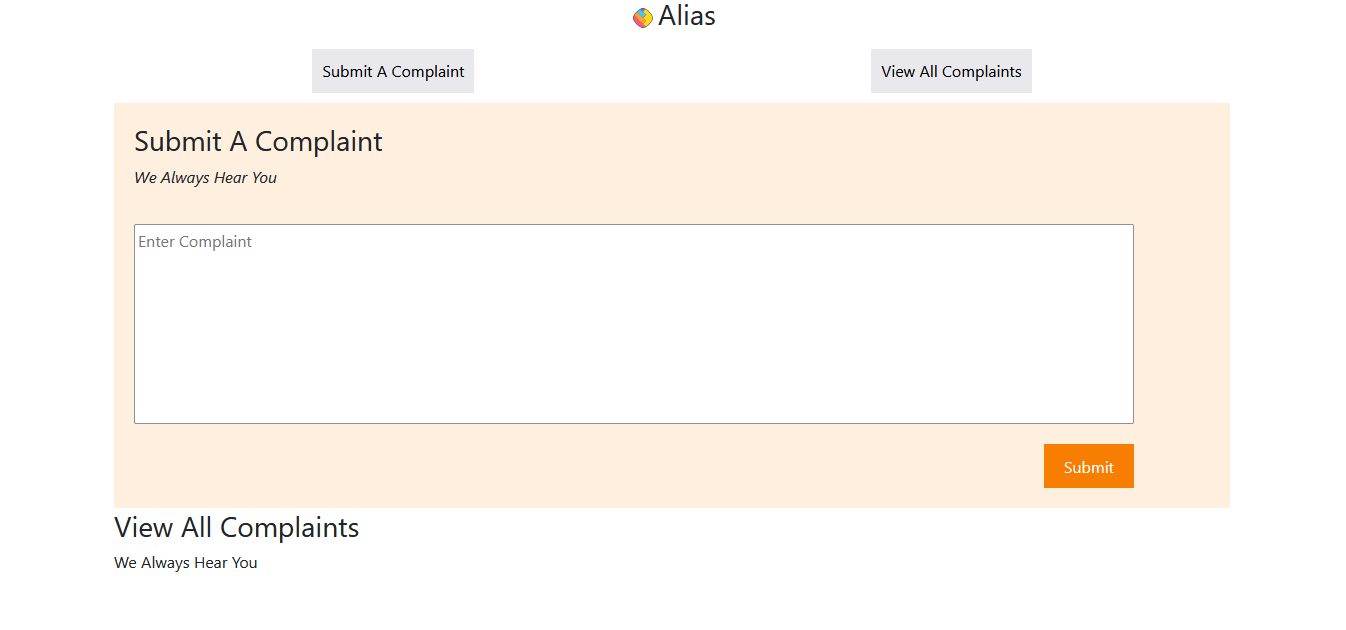 Alias
Submit A Complaint
View All Complaints
Submit A Complaint
We Always Hear You
Enter Complaint
Submit
View All Complaints
We Always Hear You